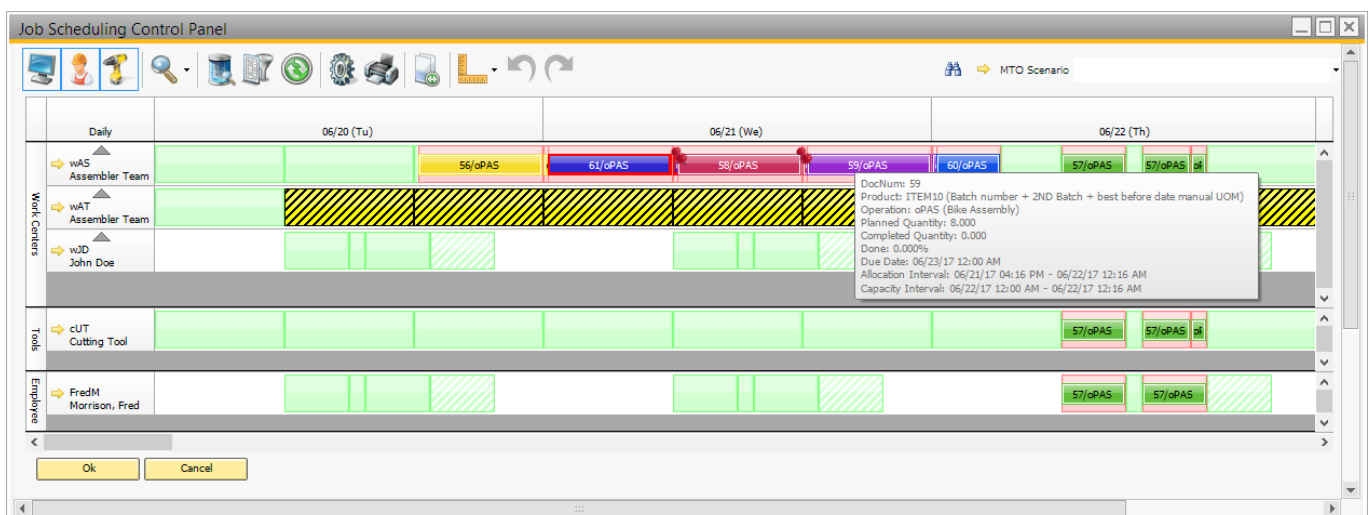 Job Scheduling Control Panel
MTO Scenario
Daily
06/20 (Tu)
06/21 (We)
06/22 (Th)
Work Centers
wAS
Assembler Team
56/oPAS
61/oPAS
58/oPAS
59/oPAS
60/oPAS
57/oPAS
57/oPAS
wAT
Assembler Team
wJD
John Doe
DocNum: 59
Product: ITEM10 (Batch number + 2ND Batch + best before date manual UOM)
Operation: oPAS (Bike Assembly)
Planned Quantity: 8.000
Completed Quantity: 0.000
Done: 0.000%
Due Date: 06/23/17 12:00 AM
Allocation Interval: 06/21/17 04:16 PM - 06/22/17 12:16 AM
Capacity Interval: 06/22/17 12:00 AM - 06/22/17 12:16 AM
Tools
cUT
Cutting Tool
57/oPAS
57/oPAS
Employee
FredM
Morrison, Fred
57/oPAS
57/oPAS
Ok
Cancel